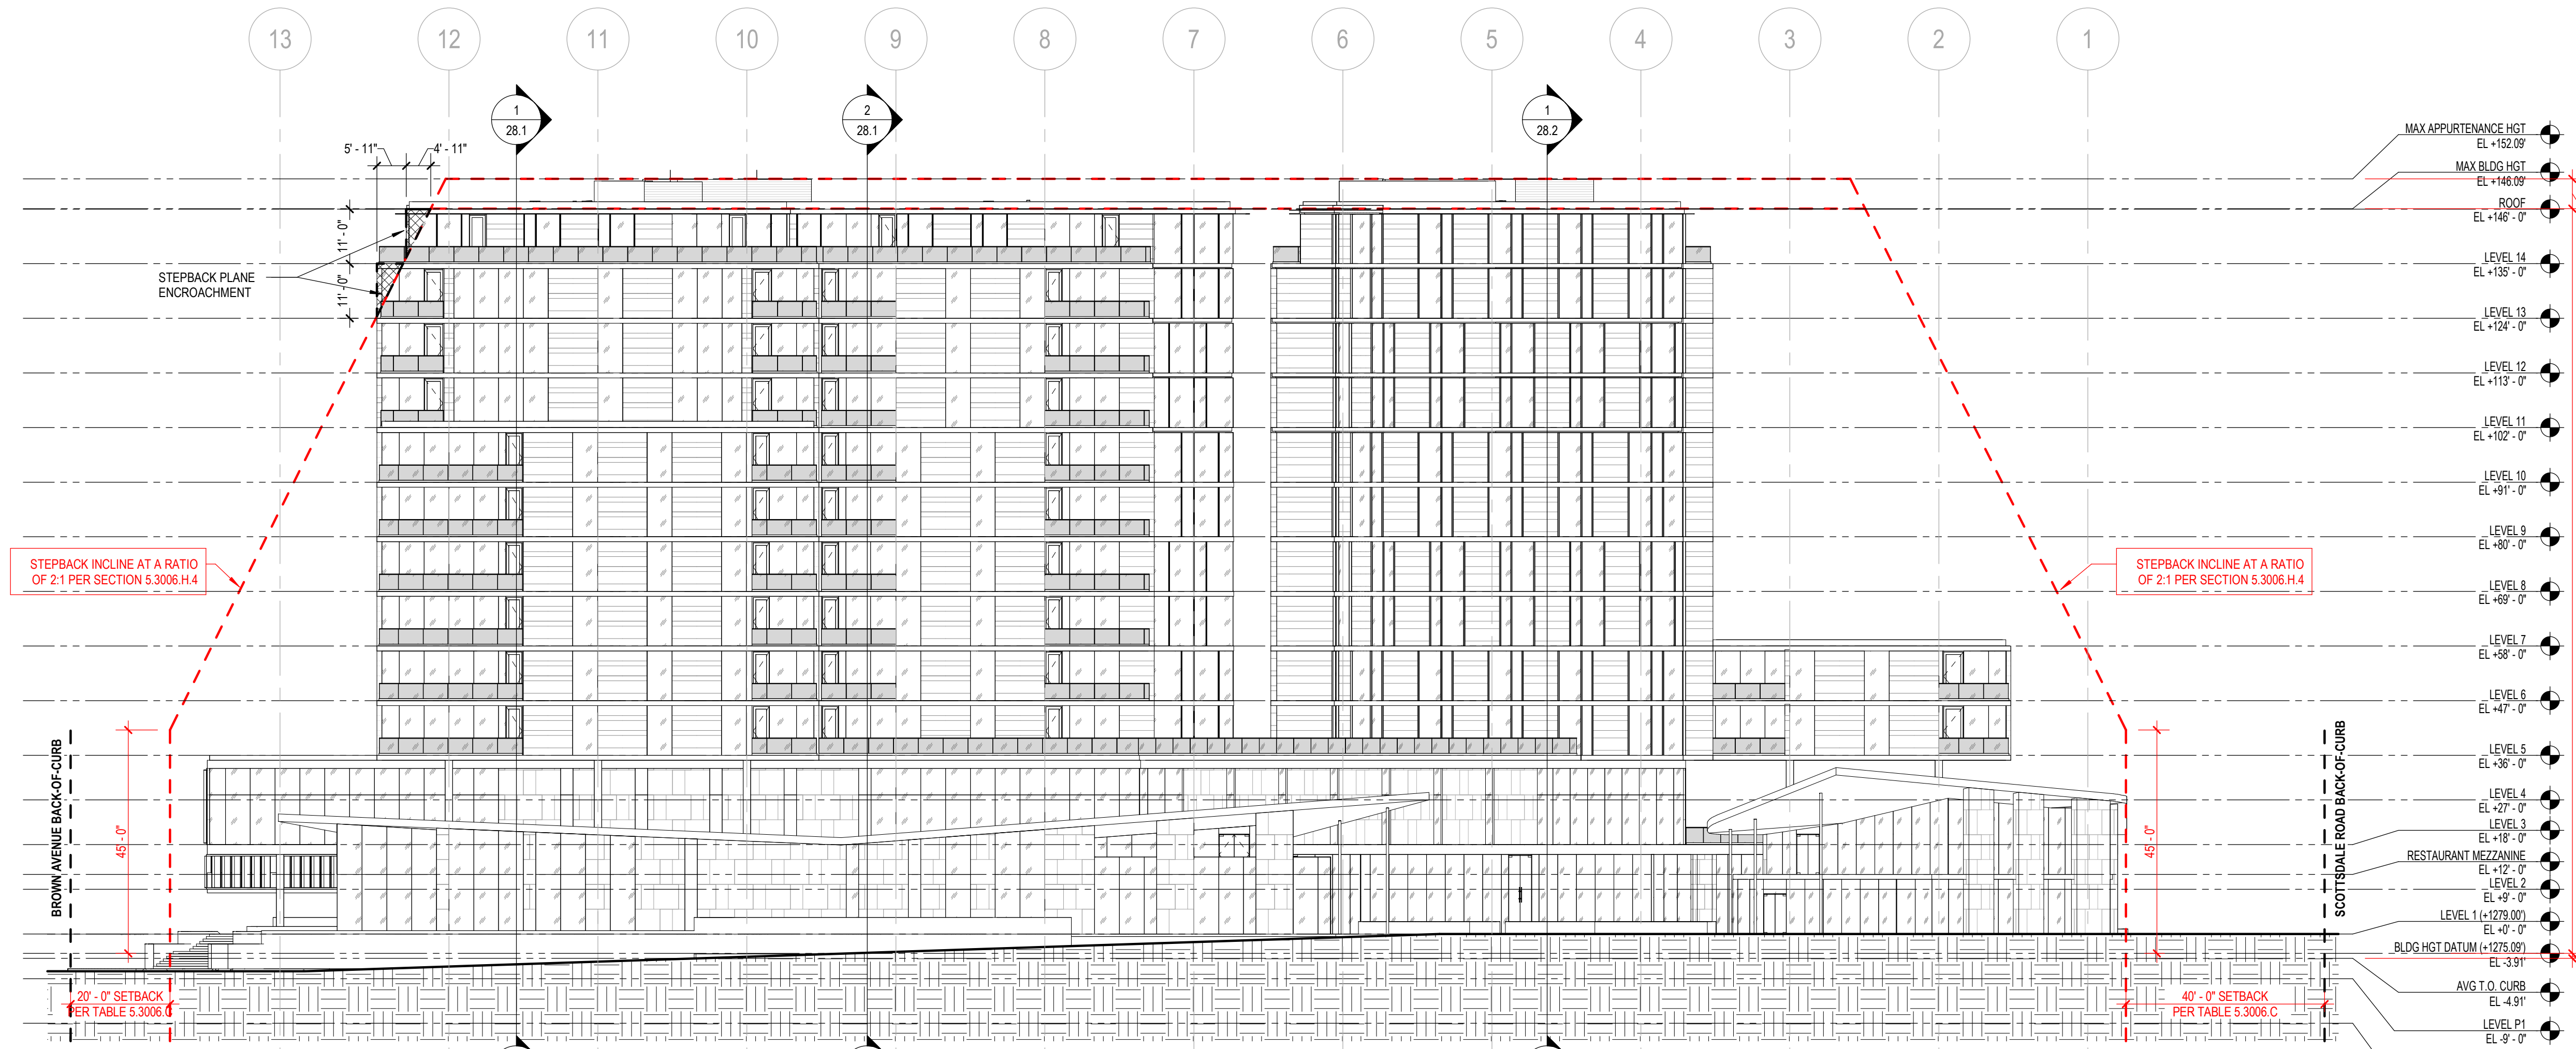 13
12
11
10
9
8
7
6
5
4
3
2
1
1
28.1
2
28.1
1
28.2
5' - 11"
4' - 11"
11' - 0"
11' - 0"
STEPBACK PLANE
ENCROACHMENT
STEPBACK INCLINE AT A RATIO
OF 2:1 PER SECTION 5.3006.H.4
STEPBACK INCLINE AT A RATIO
OF 2:1 PER SECTION 5.3006.H.4
BROWN AVENUE BACK-OF-CURB
45' - 0"
20' - 0" SETBACK
PER TABLE 5.3006.C
45' - 0"
40' - 0" SETBACK
PER TABLE 5.3006.C
SCOTTSDALE ROAD BACK-OF-CURB
MAX APPURTENANCE HGT
EL +152.09'
MAX BLDG HGT
EL +146.09'
ROOF
EL +146' - 0"
LEVEL 14
EL +135' - 0"
LEVEL 13
EL +124' - 0"
LEVEL 12
EL +113' - 0"
LEVEL 11
EL +102' - 0"
LEVEL 10
EL +91' - 0"
LEVEL 9
EL +80' - 0"
LEVEL 8
EL +69' - 0"
LEVEL 7
EL +58' - 0"
LEVEL 6
EL +47' - 0"
LEVEL 5
EL +36' - 0"
LEVEL 4
EL +27' - 0"
LEVEL 3
EL +18' - 0"
RESTAURANT MEZZANINE
EL +12' - 0"
LEVEL 2
EL +9' - 0"
LEVEL 1 (+1279.00')
EL +0' - 0"
BLDG HGT DATUM (+1275.09')
EL -3.91'
AVG T.O. CURB
EL -4.91'
LEVEL P1
EL -9' - 0"